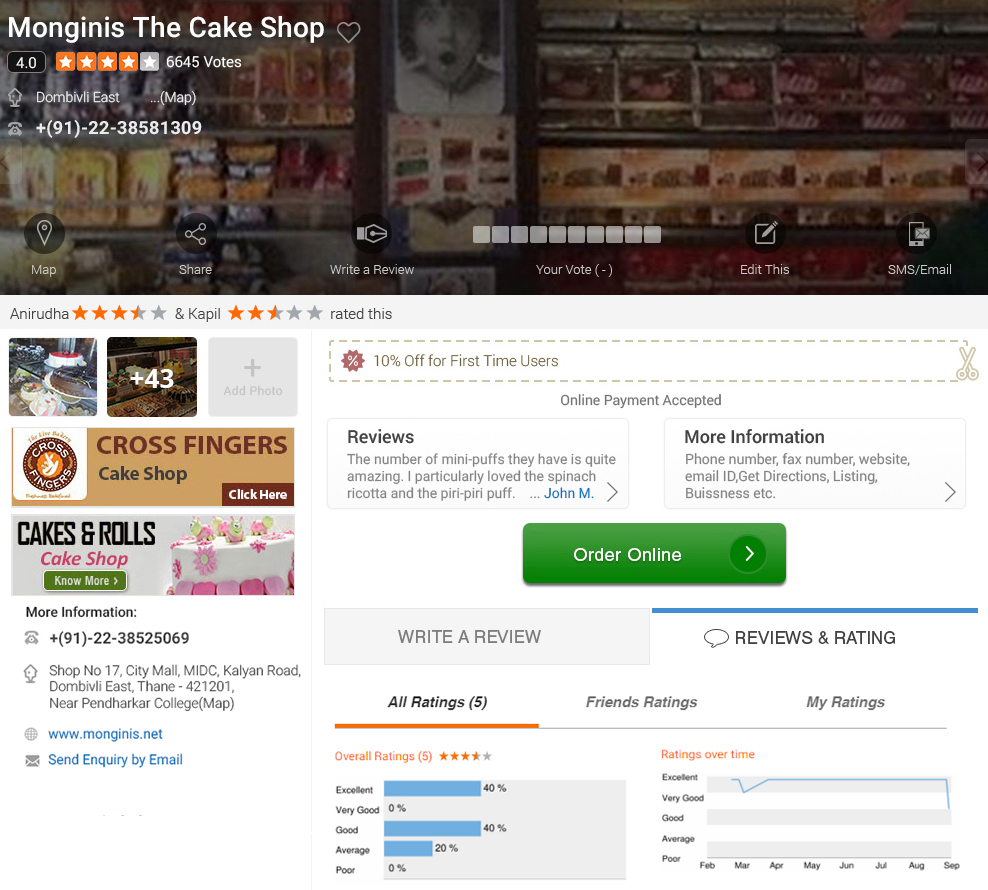 Monginis The Cake Shop
4.0 6645 Votes
Dombivli East ...(Map)
+(91)-22-38581309
Map
Share
Write a Review
Your Vote ( - )
Edit This
SMS/Email
Anirudha & Kapil rated this
+43
+
Add Photo
CROSS FINGERS
Cake Shop
Click Here
The Live Bakery
CROSS
FINGERS
CAKES & ROLLS
Cake Shop
Know More ›
More Information:
+(91)-22-38525069
Shop No 17, City Mall, MIDC, Kalyan Road,
Dombivli East, Thane - 421201,
Near Pendharkar College(Map)
www.monginis.net
Send Enquiry by Email
% 10% Off for First Time Users
Online Payment Accepted
Reviews
The number of mini-puffs they have is quite
amazing. I particularly loved the spinach
ricotta and the piri-piri puff. ... John M.
More Information
Phone number, fax number, website,
email ID,Get Directions, Listing,
Buissness etc.
Order Online
WRITE A REVIEW
REVIEWS & RATING
All Ratings (5)
Friends Ratings
My Ratings
Overall Ratings (5)
Excellent 40 %
Very Good 0 %
Good 40 %
Average 20 %
Poor 0 %
Ratings over time
Excellent
Very Good
Good
Average
Poor
Feb Mar Apr May Jun Jul Aug Sep